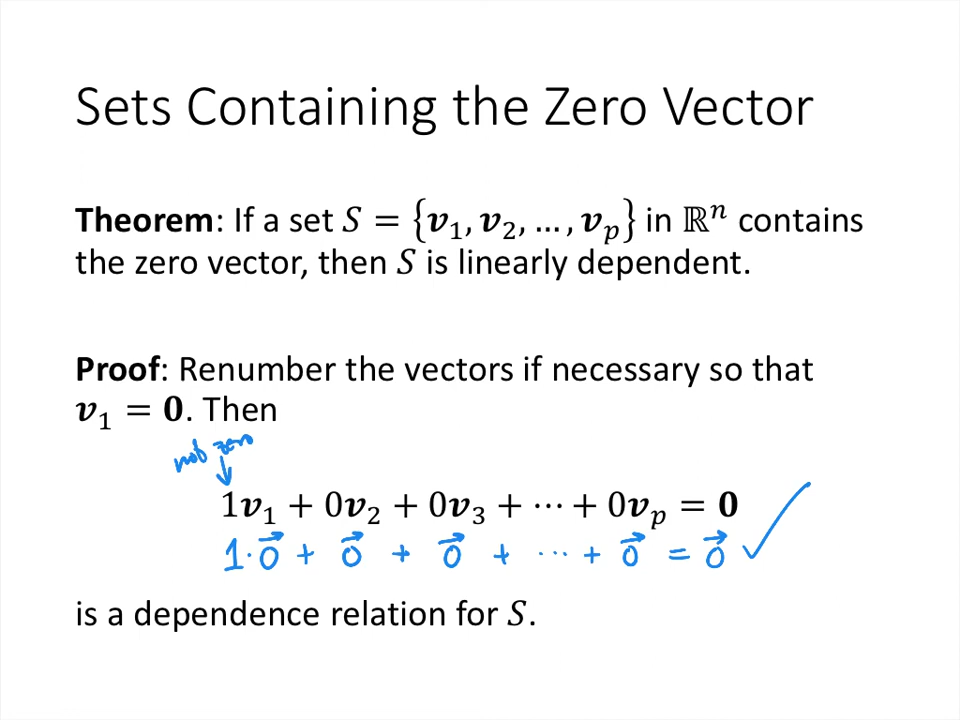 Sets Containing the Zero Vector
Theorem: If a set 𝑆 = {𝒗₁, 𝒗₂, …, 𝒗ₚ} in ℝⁿ contains
the zero vector, then 𝑆 is linearly dependent.
Proof: Renumber the vectors if necessary so that
𝒗₁ = 𝟎. Then
not zero
↓
1𝒗₁ + 0𝒗₂ + 0𝒗₃ + ⋯ + 0𝒗ₚ = 𝟎
1·0⃗ + 0⃗ + 0⃗ + ⋯ + 0⃗ = 0⃗ ✓
is a dependence relation for 𝑆.